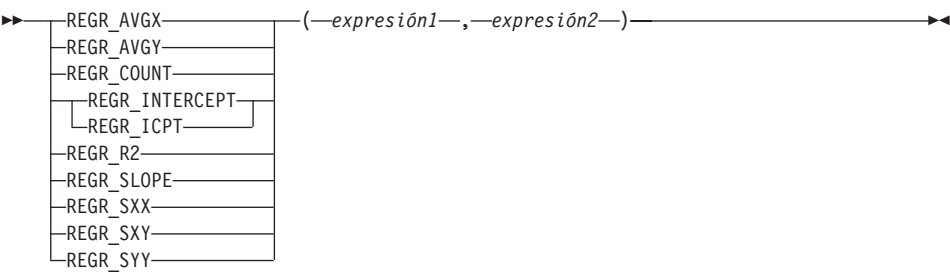 REGR_AVGX (expresión1, expresión2)
REGR_AVGY
REGR_COUNT
REGR_INTERCEPT
REGR_ICPT
REGR_R2
REGR_SLOPE
REGR_SXX
REGR_SXY
REGR_SYY